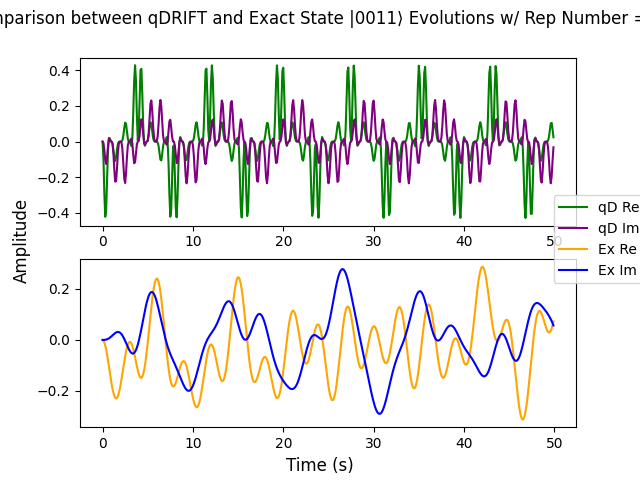 parison between qDRIFT and Exact State |0011⟩ Evolutions w/ Rep Number =
0.4
0.2
0.0
−0.2
−0.4
0 10 20 30 40 50
qD Re
qD Im
Ex Re
Ex Im
Amplitude
0.2
0.0
−0.2
0 10 20 30 40 50
Time (s)